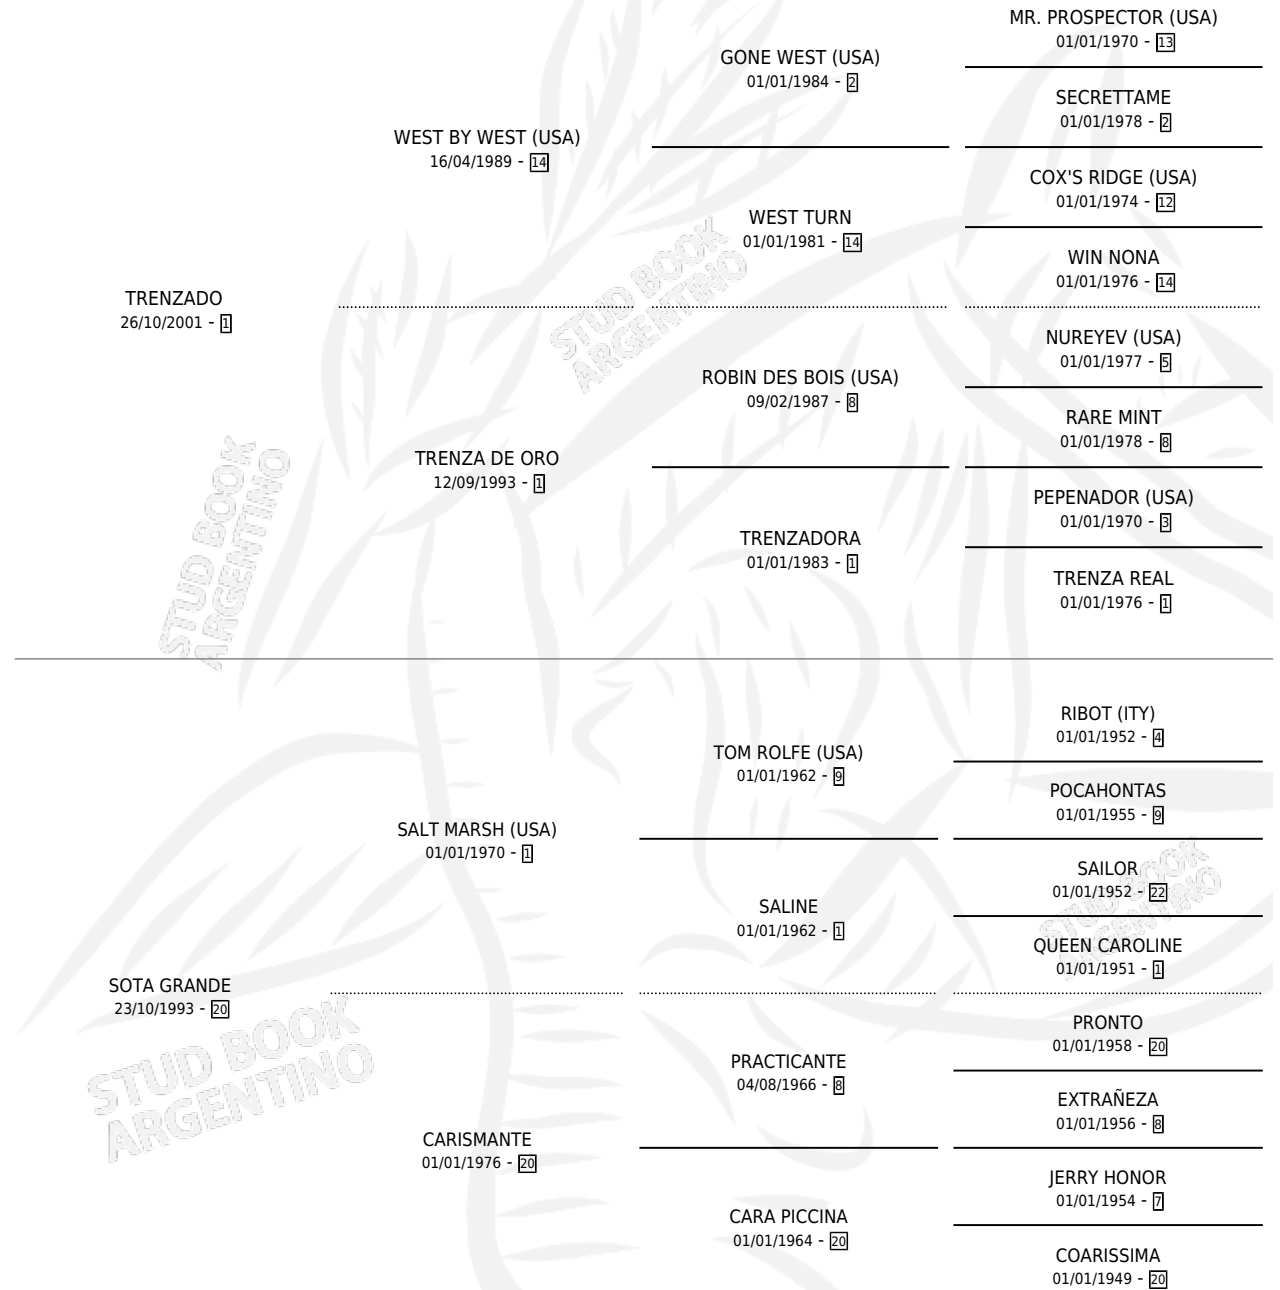 MR. PROSPECTOR (USA)
01/01/1970 - 13
GONE WEST (USA)
01/01/1984 - 2
SECRETTAME
01/01/1978 - 2
WEST BY WEST (USA)
16/04/1989 - 14
COX'S RIDGE (USA)
01/01/1974 - 12
WEST TURN
01/01/1981 - 14
WIN NONA
01/01/1976 - 14
STUD BOOK
ARGENTINO
TRENZADO
26/10/2001 - 1
NUREYEV (USA)
01/01/1977 - 5
ROBIN DES BOIS (USA)
09/02/1987 - 8
RARE MINT
01/01/1978 - 8
TRENZA DE ORO
12/09/1993 - 1
PEPENADOR (USA)
01/01/1970 - 3
TRENZADORA
01/01/1983 - 1
TRENZA REAL
01/01/1976 - 1
STUD BOOK
ARGENTINO
RIBOT (ITY)
01/01/1952 - 4
TOM ROLFE (USA)
01/01/1962 - 9
POCAHONTAS
01/01/1955 - 9
SALT MARSH (USA)
01/01/1970 - 1
SAILOR
01/01/1952 - 22
SALINE
01/01/1962 - 1
QUEEN CAROLINE
01/01/1951 - 1
STUD BOOK
ARGENTINO
SOTA GRANDE
23/10/1993 - 20
PRONTO
01/01/1958 - 20
PRACTICANTE
04/08/1966 - 8
EXTRAÑEZA
01/01/1956 - 8
STUD BOOK
ARGENTINO
CARISMANTE
01/01/1976 - 20
JERRY HONOR
01/01/1954 - 7
CARA PICCINA
01/01/1964 - 20
COARISSIMA
01/01/1949 - 20